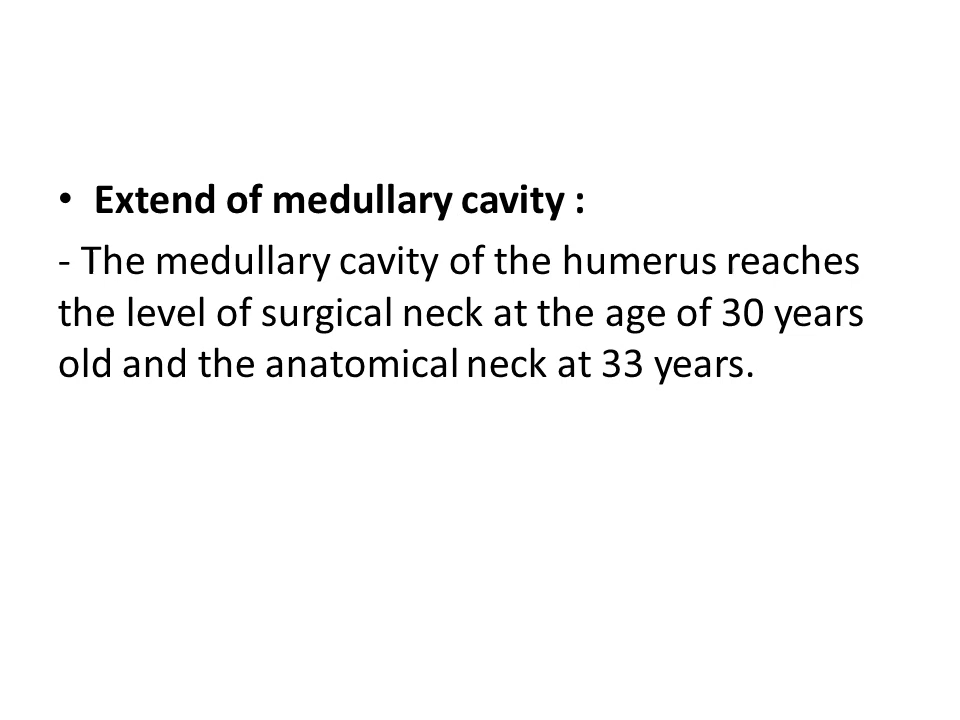 • Extend of medullary cavity :
- The medullary cavity of the humerus reaches
the level of surgical neck at the age of 30 years
old and the anatomical neck at 33 years.